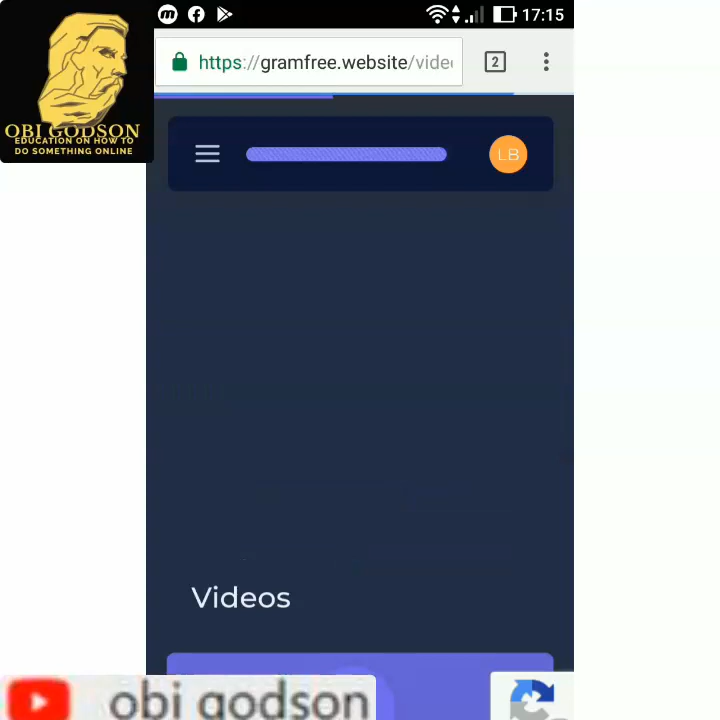 17:15
https://gramfree.website/vide
2
OBI GODSON
EDUCATION ON HOW TO
DO SOMETHING ONLINE
LB
Videos
obi godson